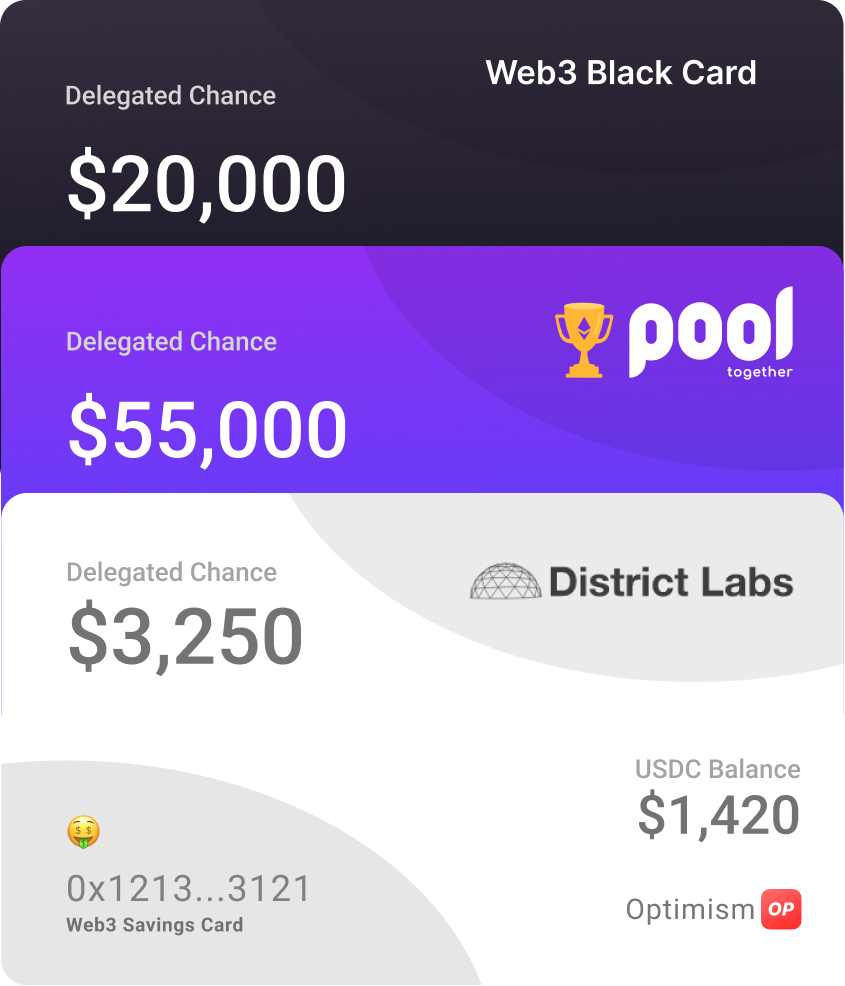 Web3 Black Card
Delegated Chance
$20,000
Delegated Chance
pool
together
$55,000
Delegated Chance
District Labs
$3,250
USDC Balance
$1,420
0x1213...3121
Web3 Savings Card
Optimism OP